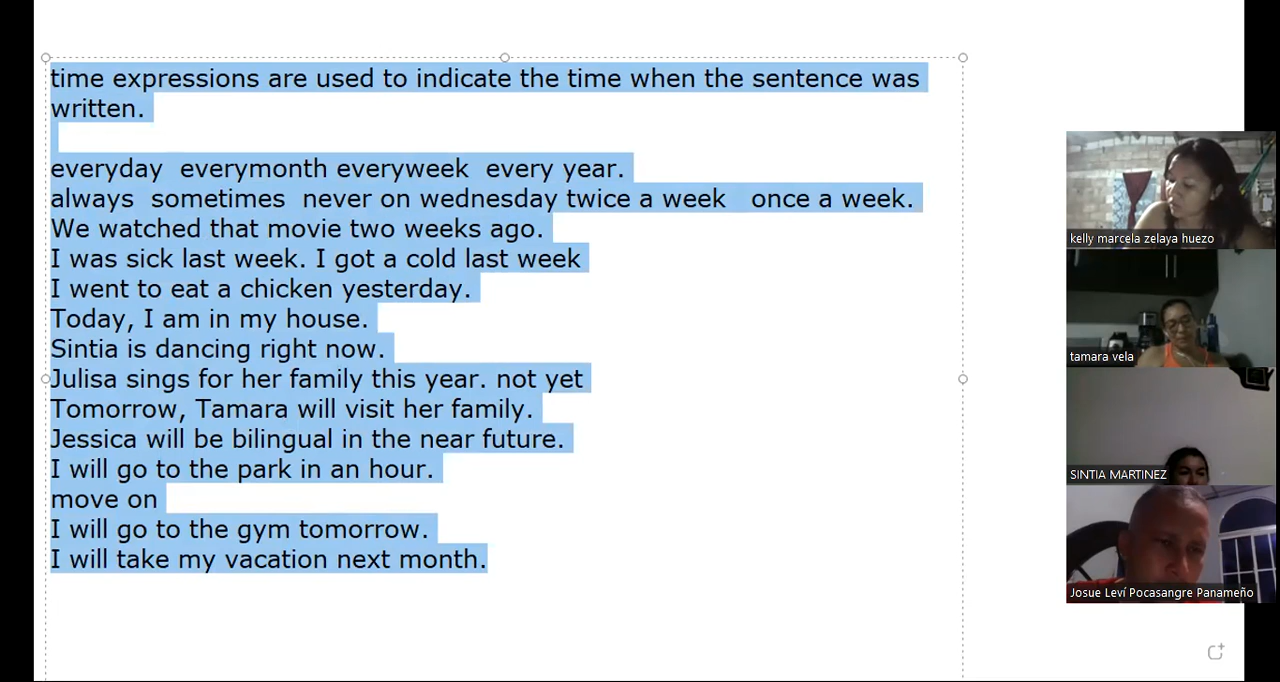 time expressions are used to indicate the time when the sentence was
written.
everyday everymonth everyweek every year.
always sometimes never on wednesday twice a week once a week.
We watched that movie two weeks ago.
I was sick last week. I got a cold last week
I went to eat a chicken yesterday.
Today, I am in my house.
Sintia is dancing right now.
Julisa sings for her family this year. not yet
Tomorrow, Tamara will visit her family.
Jessica will be bilingual in the near future.
I will go to the park in an hour.
move on
I will go to the gym tomorrow.
I will take my vacation next month.
kelly marcela zelaya huezo
tamara vela
SINTIA MARTINEZ
Josue Leví Pocasangre Panameño